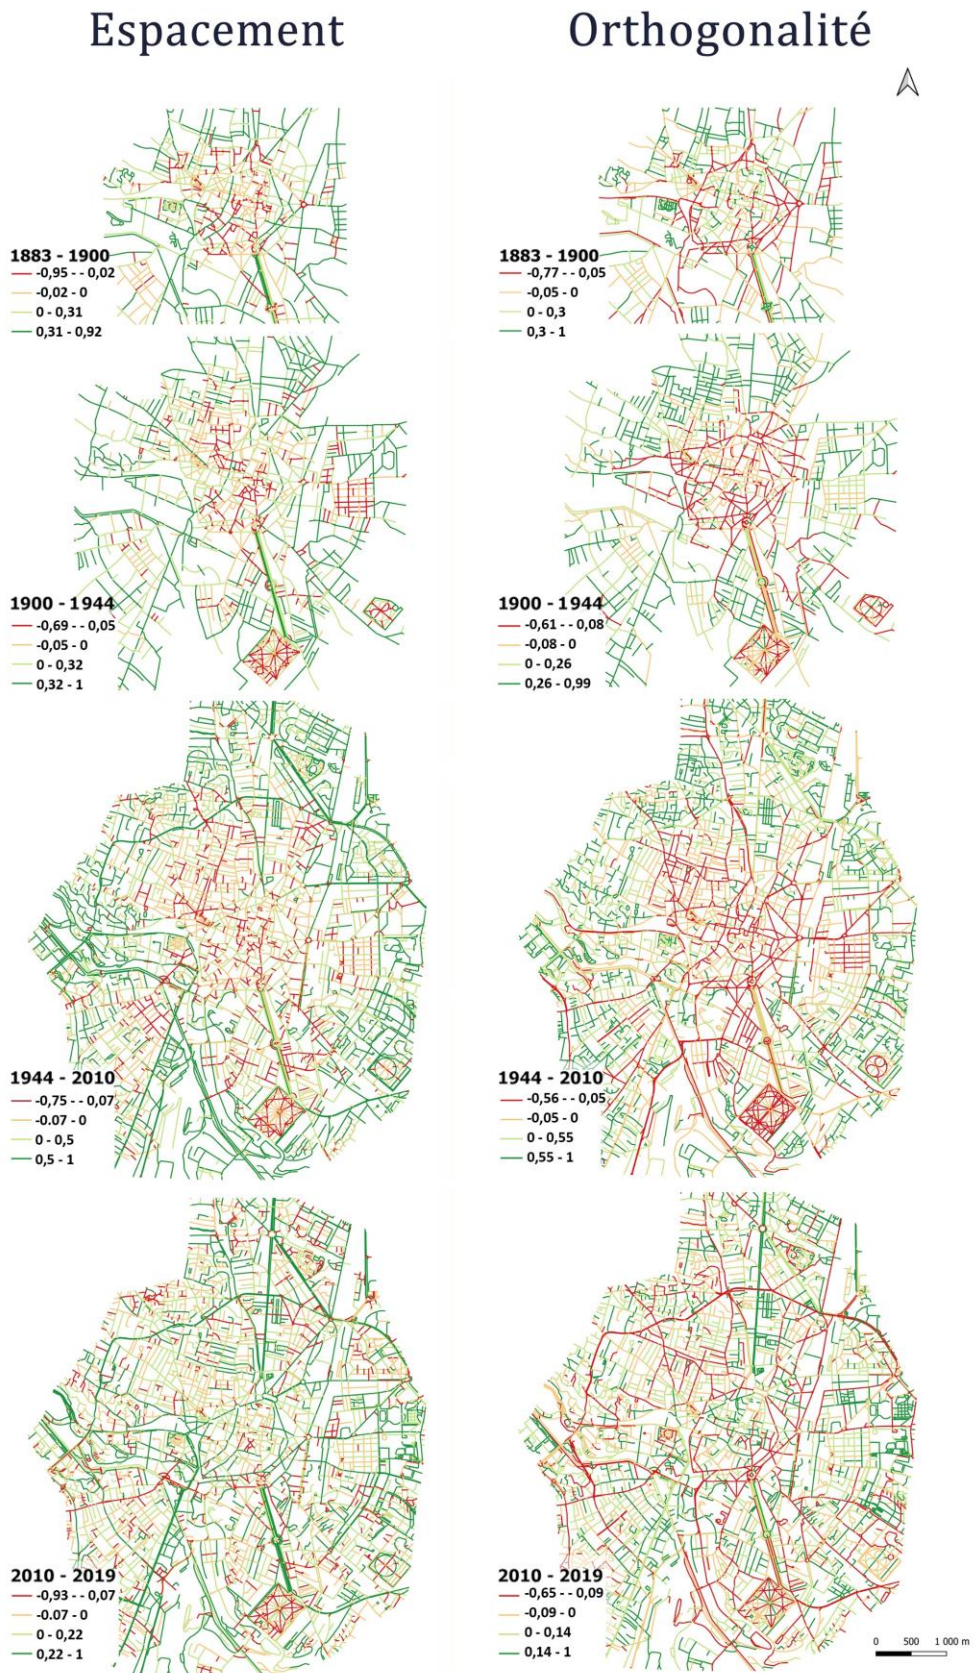 Espacement
Orthogonalité
1883 - 1900
-0,95 - - 0,02
-0,02 - 0
0 - 0,31
0,31 - 0,92
1883 - 1900
-0,77 - - 0,05
-0,05 - 0
0 - 0,3
0,3 - 1
1900 - 1944
-0,69 - - 0,05
-0,05 - 0
0 - 0,32
0,32 - 1
1900 - 1944
-0,61 - - 0,08
-0,08 - 0
0 - 0,26
0,26 - 0,99
1944 - 2010
-0,75 - - 0,07
-0.07 - 0
0 - 0,5
0,5 - 1
1944 - 2010
-0,56 - - 0,05
-0,05 - 0
0 - 0,55
0,55 - 1
2010 - 2019
-0,93 - - 0,07
-0.07 - 0
0 - 0,22
0,22 - 1
2010 - 2019
-0,65 - - 0,09
-0,09 - 0
0 - 0,14
0,14 - 1
0 500 1 000 m